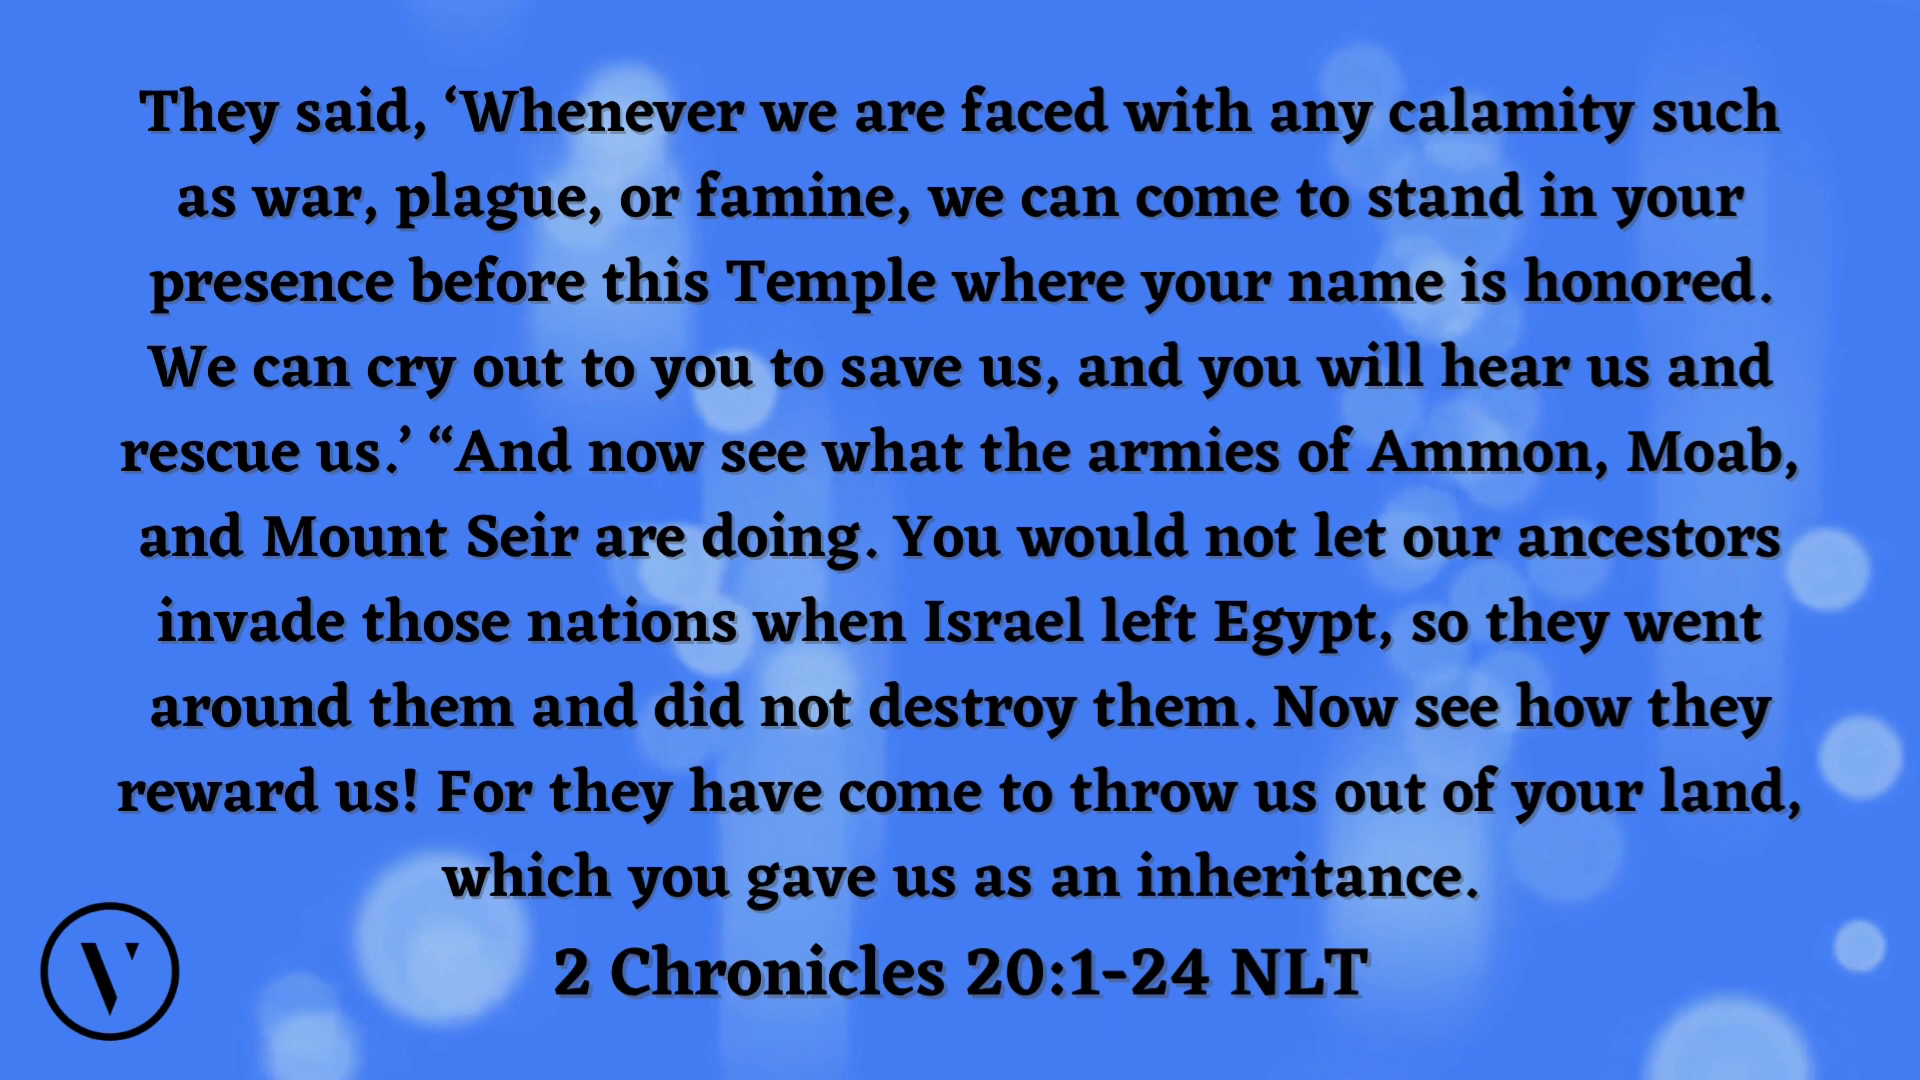 They said, ‘Whenever we are faced with any calamity such
as war, plague, or famine, we can come to stand in your
presence before this Temple where your name is honored.
We can cry out to you to save us, and you will hear us and
rescue us.’ “And now see what the armies of Ammon, Moab,
and Mount Seir are doing. You would not let our ancestors
invade those nations when Israel left Egypt, so they went
around them and did not destroy them. Now see how they
reward us! For they have come to throw us out of your land,
which you gave us as an inheritance.
2 Chronicles 20:1-24 NLT
V